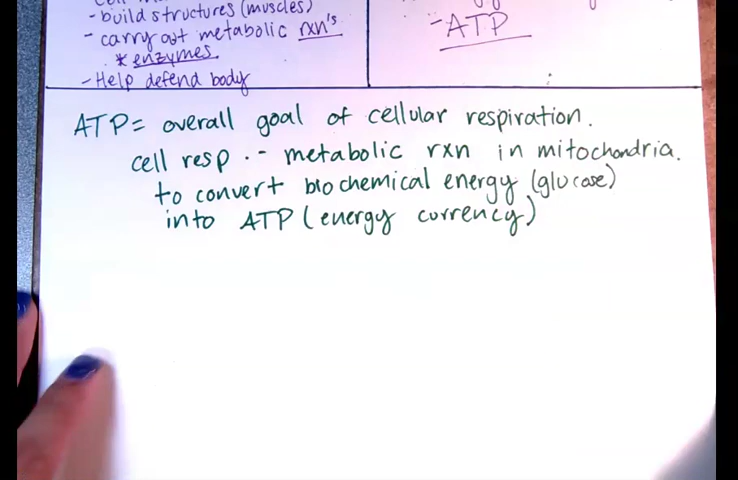 - build structures (muscles)
- carry out metabolic rxn's
* enzymes
- Help defend body
- ATP
ATP = overall goal of cellular respiration.
cell resp. - metabolic rxn in mitochondria.
to convert biochemical energy (glucose)
into ATP (energy currency)